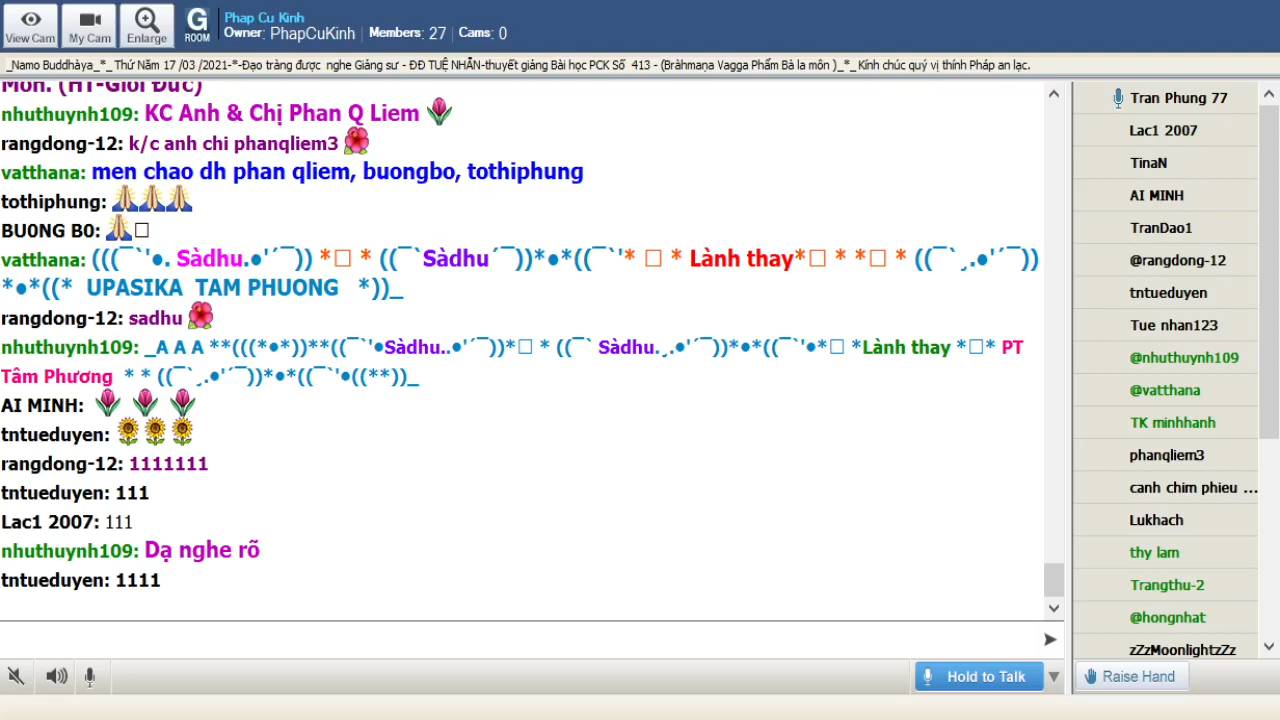 View Cam
My Cam
Enlarge
G
ROOM
Phap Cu Kinh
Owner: PhapCuKinh | Members: 27 | Cams: 0
_Namo Buddhàya_*_ Thứ Năm 17 /03 /2021-*-Đạo tràng được nghe Giảng sư - ĐĐ TUỆ NHẪN-thuyết giảng Bài học PCK Số 413 - (Bràhmaṇa Vagga Phẩm Bà la môn )_*_ Kính chúc quý vị thính Pháp an lạc.
Môn. (HT-Giới Đức)
nhuthuynh109: KC Anh & Chị Phan Q Liem
rangdong-12: k/c anh chi phanqliem3
vatthana: men chao dh phan qliem, buongbo, tothiphung
tothiphung:
BU0NG B0: □
vatthana: (((¯`'●. Sàdhu.●'´¯)) *□ * ((¯`Sàdhu´¯))*●*((¯`'* □ * Lành thay*□ * *□ * ((¯`¸.●'´¯))
*●*((* UPASIKA TAM PHUONG *))_
rangdong-12: sadhu
nhuthuynh109: _A A A **(((*●*))**((¯`'●Sàdhu..●'´¯))*□ * ((¯` Sàdhu.¸.●'´¯))*●*((¯`'●*□ *Lành thay *□* PT
Tâm Phương * * ((¯`¸.●'´¯))*●*((¯`'●((**))_
AI MINH:
tntueduyen:
rangdong-12: 1111111
tntueduyen: 111
Lac1 2007: 111
nhuthuynh109: Dạ nghe rõ
tntueduyen: 1111
Hold to Talk
Tran Phung 77
Lac1 2007
TinaN
AI MINH
TranDao1
@rangdong-12
tntueduyen
Tue nhan123
@nhuthuynh109
@vatthana
TK minhhanh
phanqliem3
canh chim phieu ...
Lukhach
thy lam
Trangthu-2
@hongnhat
zZzMoonlightzZz
Raise Hand